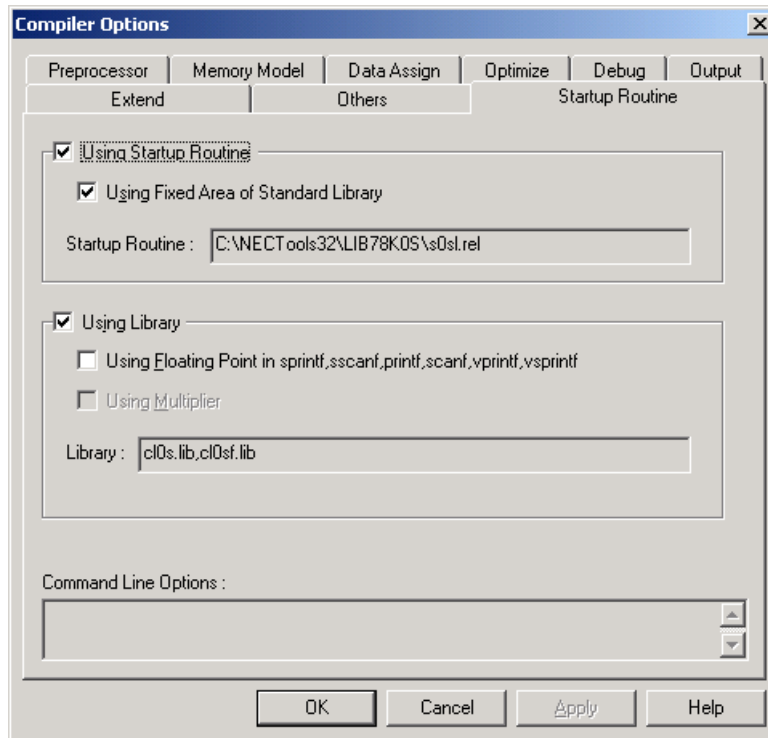 Compiler Options
Preprocessor Memory Model Data Assign Optimize Debug Output
Extend Others Startup Routine
Using Startup Routine
Using Fixed Area of Standard Library
Startup Routine : C:\NECTools32\LIB78K0S\s0sl.rel
Using Library
Using Floating Point in sprintf,sscanf,printf,scanf,vprintf,vsprintf
Using Multiplier
Library : cl0s.lib,cl0sf.lib
Command Line Options :
OK Cancel Apply Help